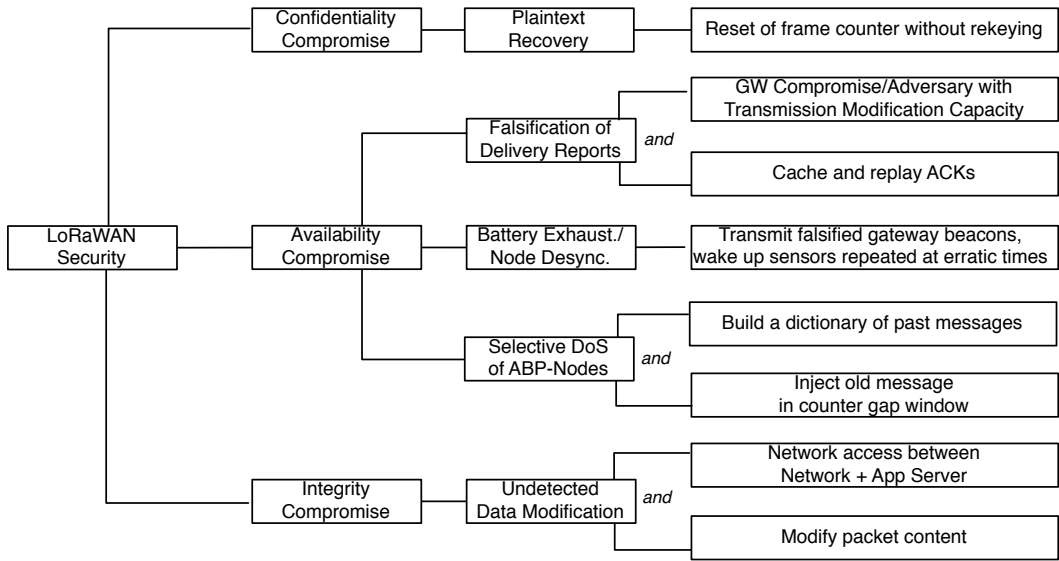 Confidentiality
Compromise
Plaintext
Recovery
Reset of frame counter without rekeying
GW Compromise/Adversary with
Transmission Modification Capacity
Falsification of
Delivery Reports
and
Cache and replay ACKs
LoRaWAN
Security
Availability
Compromise
Battery Exhaust./
Node Desync.
Transmit falsified gateway beacons,
wake up sensors repeated at erratic times
Build a dictionary of past messages
Selective DoS
of ABP-Nodes
and
Inject old message
in counter gap window
Network access between
Network + App Server
Integrity
Compromise
Undetected
Data Modification
and
Modify packet content